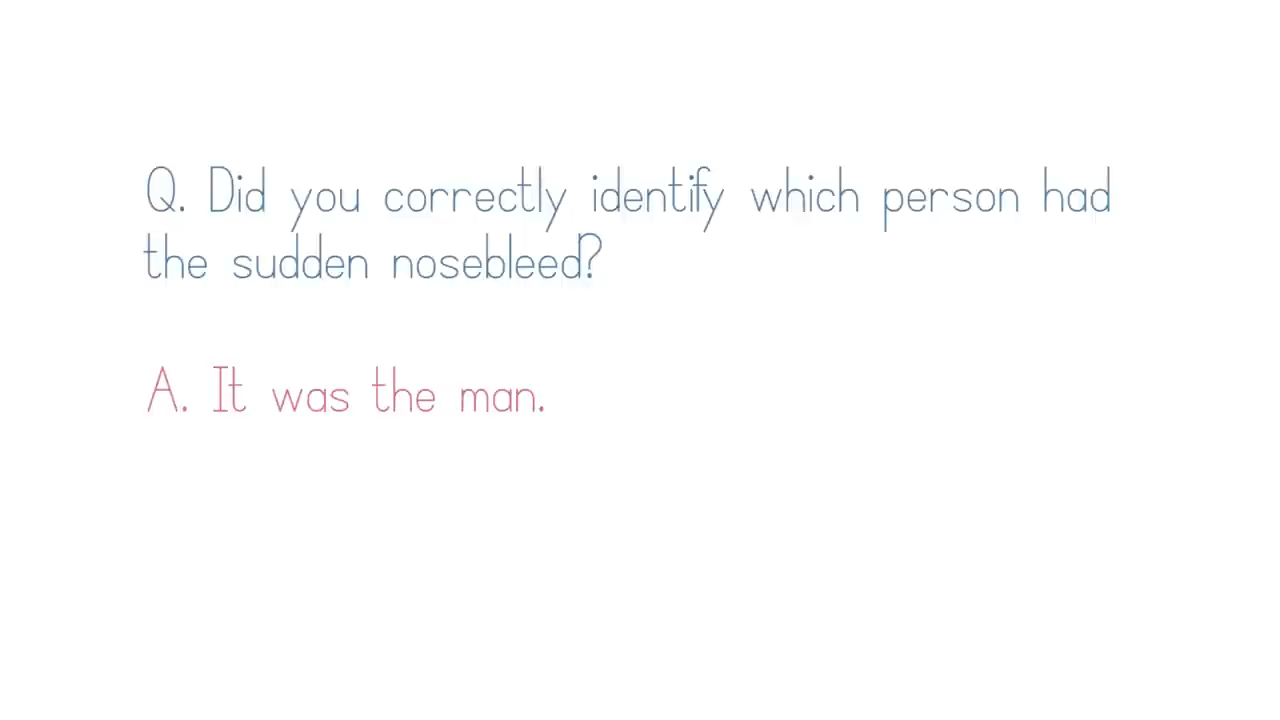 Q. Did you correctly identify which person had
the sudden nosebleed?
A. It was the man.